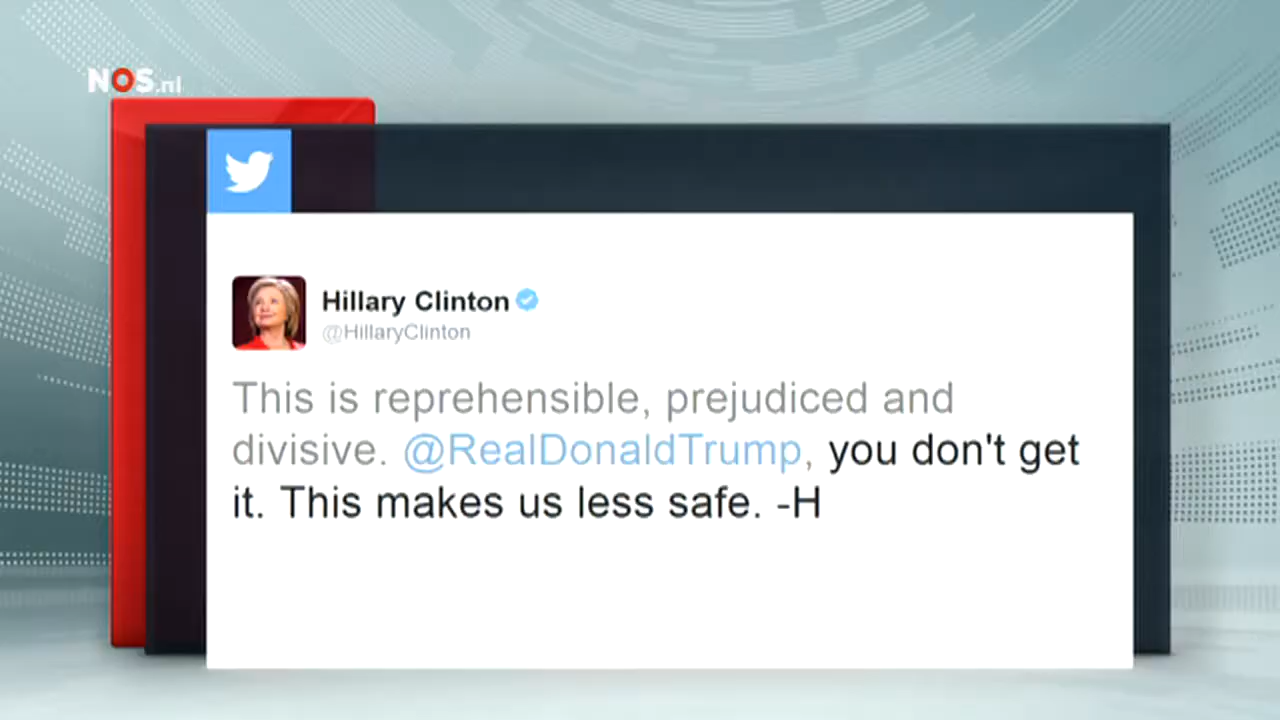 NOS.nl
Hillary Clinton
@HillaryClinton
This is reprehensible, prejudiced and
divisive. @RealDonaldTrump, you don't get
it. This makes us less safe. -H